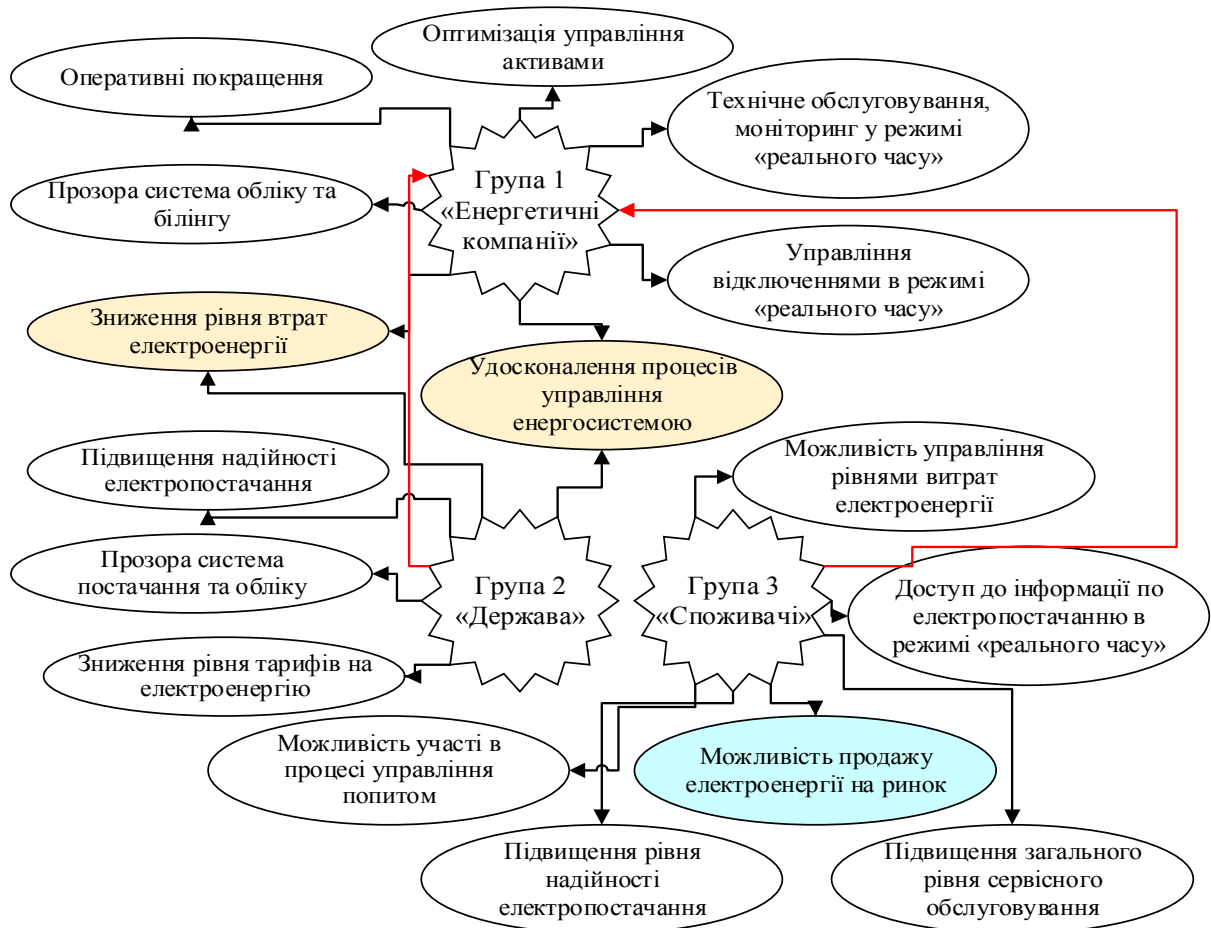 Оптимізація управління
активами
Оперативні покращення
Технічне обслуговування,
моніторинг у режимі
«реального часу»
Прозора система обліку та
білінгу
Група 1
«Енергетичні
компанії»
Управління
відключеннями в режимі
«реального часу»
Зниження рівня втрат
електроенергії
Удосконалення процесів
управління
енергосистемою
Підвищення надійності
електропостачання
Можливість управління
рівнями витрат
електроенергії
Прозора система
постачання та обліку
Група 2
«Держава»
Група 3
«Споживачі»
Доступ до інформації по
електропостачанню в
режимі «реального часу»
Зниження рівня тарифів на
електроенергію
Можливість участі в
процесі управління
попитом
Можливість продажу
електроенергії на ринок
Підвищення рівня
надійності
електропостачання
Підвищення загального
рівня сервісного
обслуговування